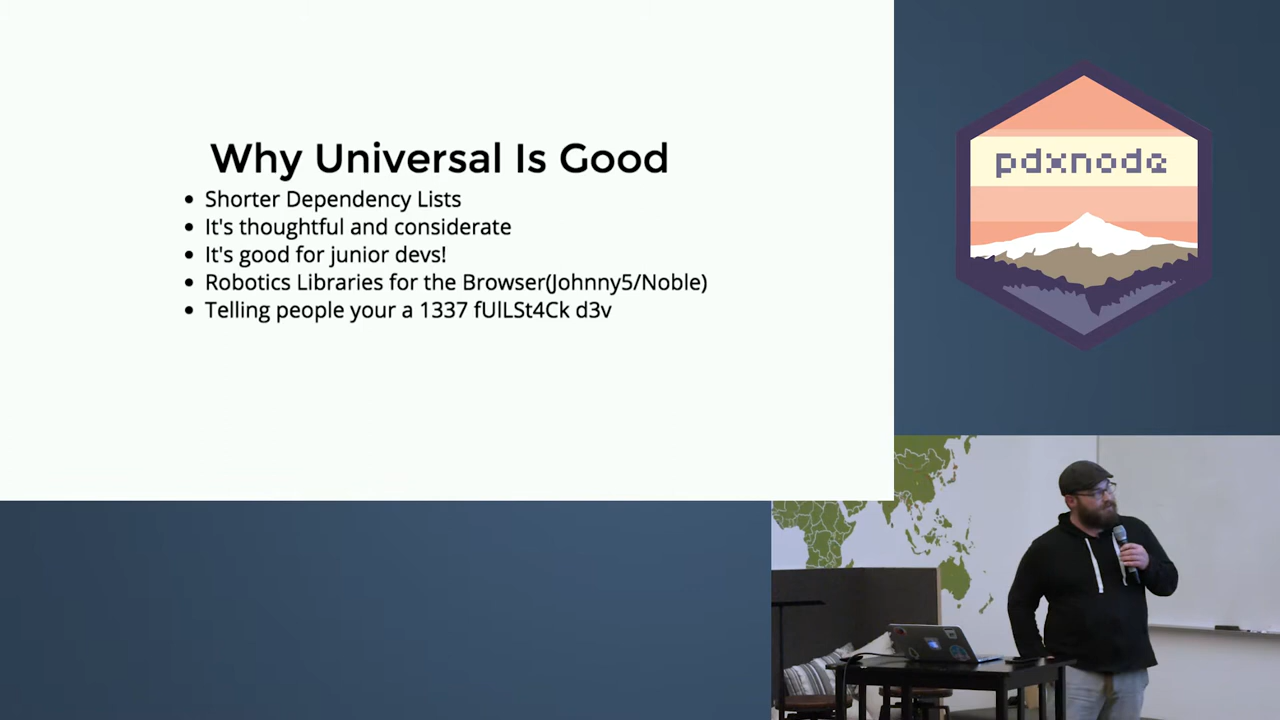 Why Universal Is Good
Shorter Dependency Lists
It's thoughtful and considerate
It's good for junior devs!
Robotics Libraries for the Browser(Johnny5/Noble)
Telling people your a 1337 fUlLSt4Ck d3v
pdxnode